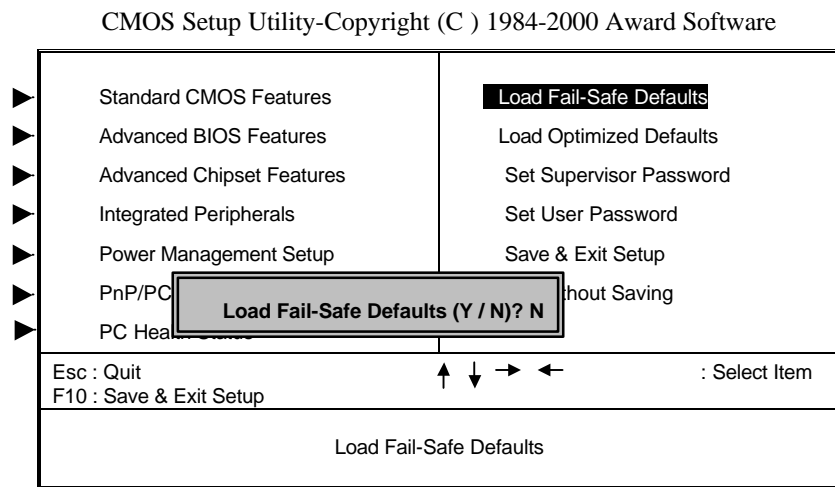 CMOS Setup Utility-Copyright (C ) 1984-2000 Award Software
Standard CMOS Features
Advanced BIOS Features
Advanced Chipset Features
Integrated Peripherals
Power Management Setup
PnP/PC
PC Health Status
Load Fail-Safe Defaults
Load Optimized Defaults
Set Supervisor Password
Set User Password
Save & Exit Setup
Saving
Load Fail-Safe Defaults (Y / N)? N
Esc : Quit ↑ ↓ → ← : Select Item
F10 : Save & Exit Setup
Load Fail-Safe Defaults